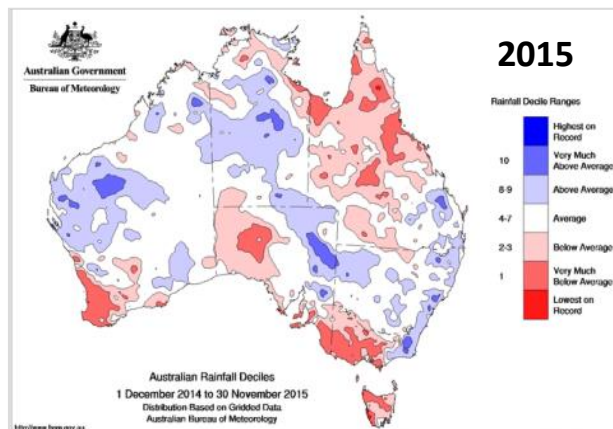 Australian Government
Bureau of Meteorology
2015
Rainfall Decile Ranges
Highest on
Record
10
Very Much
Above Average
8-9
Above Average
4-7
Average
2-3
Below Average
1
Very Much
Below Average
Lowest on
Record
Australian Rainfall Deciles
1 December 2014 to 30 November 2015
Distribution Based on Gridded Data
Australian Bureau of Meteorology